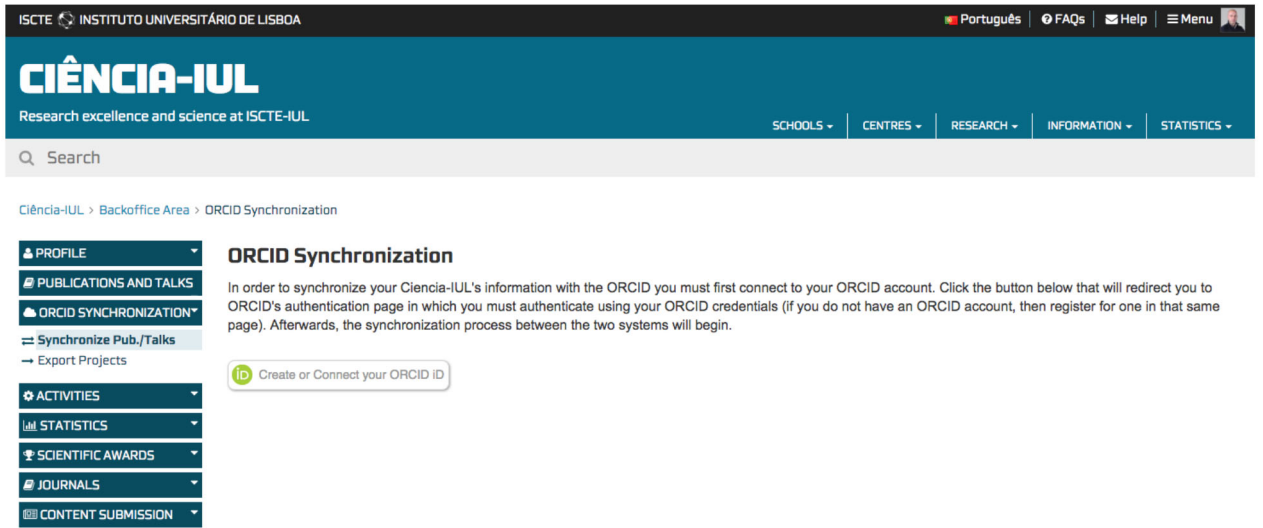 ISCTE INSTITUTO UNIVERSITÁRIO DE LISBOA
Português FAQs Help Menu
CIÊNCIA-IUL
Research excellence and science at ISCTE-IUL
SCHOOLS CENTRES RESEARCH INFORMATION STATISTICS
Search
Ciência-IUL > Backoffice Area > ORCID Synchronization
PROFILE
PUBLICATIONS AND TALKS
ORCID SYNCHRONIZATION
Synchronize Pub./Talks
Export Projects
ACTIVITIES
STATISTICS
SCIENTIFIC AWARDS
JOURNALS
CONTENT SUBMISSION
ORCID Synchronization
In order to synchronize your Ciencia-IUL's information with the ORCID you must first connect to your ORCID account. Click the button below that will redirect you to
ORCID's authentication page in which you must authenticate using your ORCID credentials (if you do not have an ORCID account, then register for one in that same
page). Afterwards, the synchronization process between the two systems will begin.
iD Create or Connect your ORCID iD